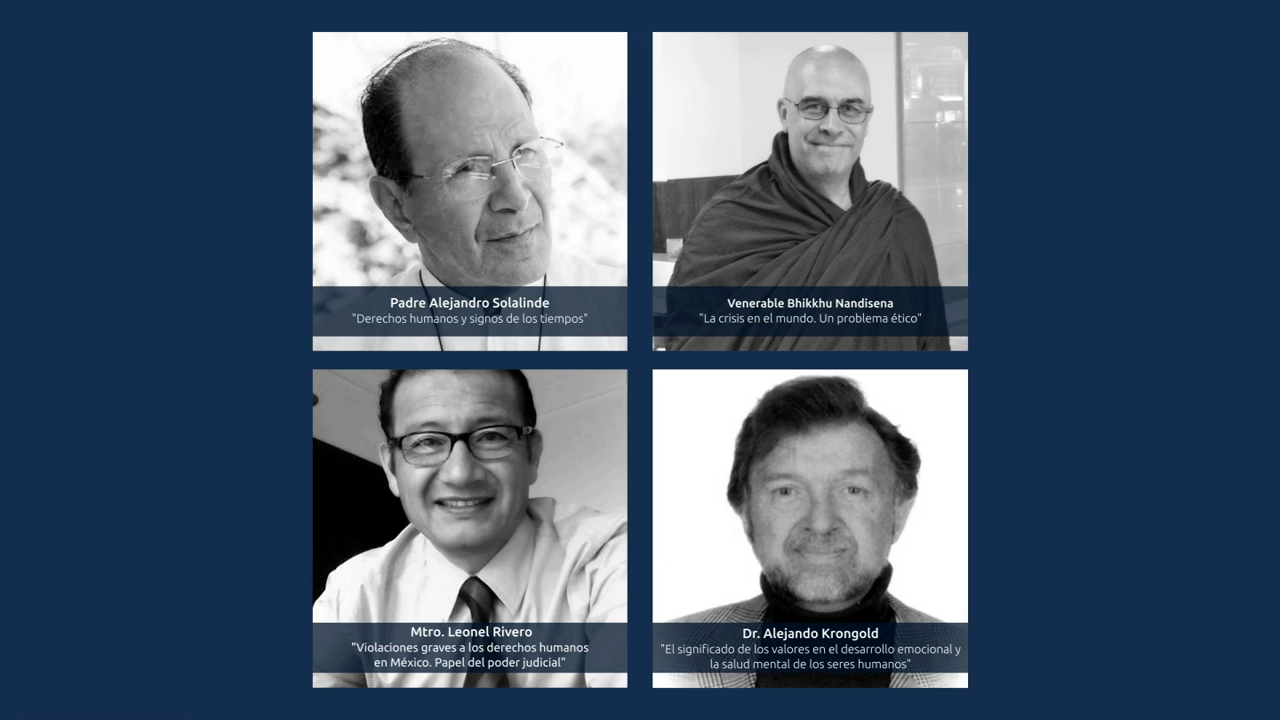 Padre Alejandro Solalinde
"Derechos humanos y signos de los tiempos"
Venerable Bhikkhu Nandisena
"La crisis en el mundo. Un problema ético"
Mtro. Leonel Rivero
"Violaciones graves a los derechos humanos
en México. Papel del poder judicial"
Dr. Alejando Krongold
"El significado de los valores en el desarrollo emocional y
la salud mental de los seres humanos"